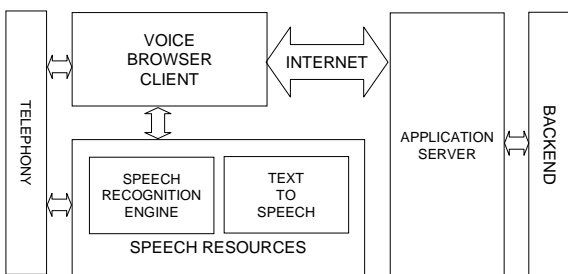 TELEPHONY
VOICE
BROWSER
CLIENT
INTERNET
APPLICATION
SERVER
BACKEND
SPEECH
RECOGNITION
ENGINE
TEXT
TO
SPEECH
SPEECH RESOURCES